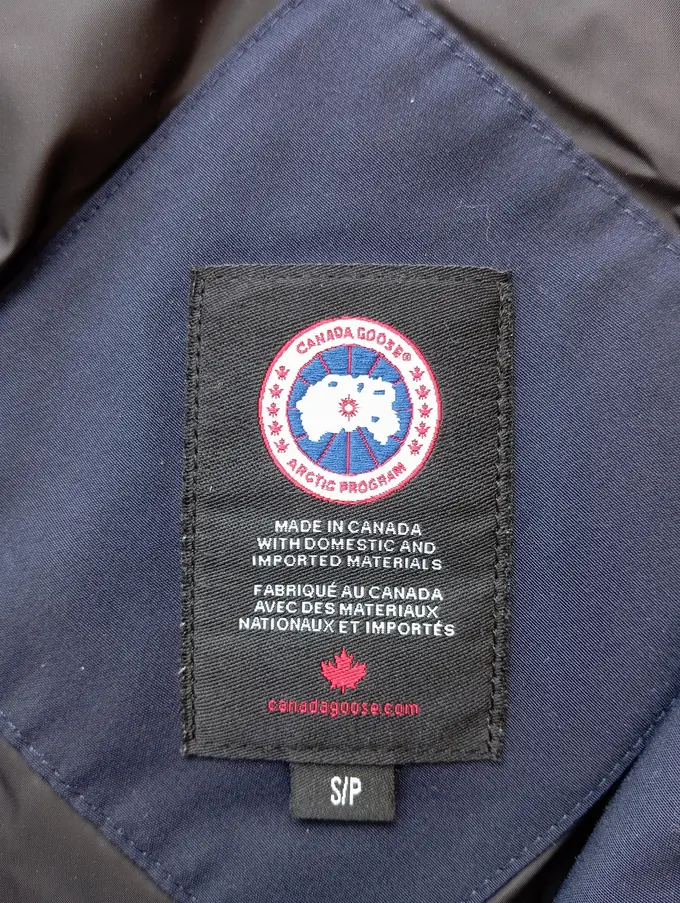 CANADA GOOSE®
ARCTIC PROGRAM
MADE IN CANADA
WITH DOMESTIC AND
IMPORTED MATERIALS
FABRIQUÉ AU CANADA
AVEC DES MATERIAUX
NATIONAUX ET IMPORTÉS
canadagoose.com
S/P